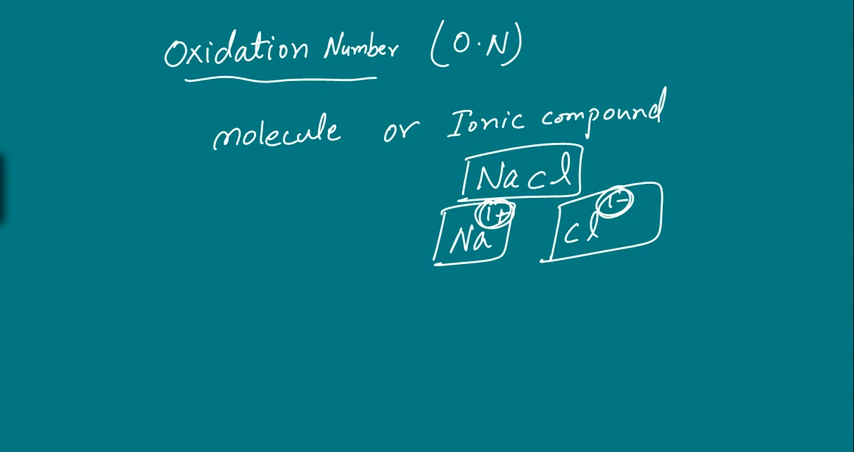 Oxidation Number (O.N)
molecule or Ionic compound
NaCl
Na 1+ Cl 1-